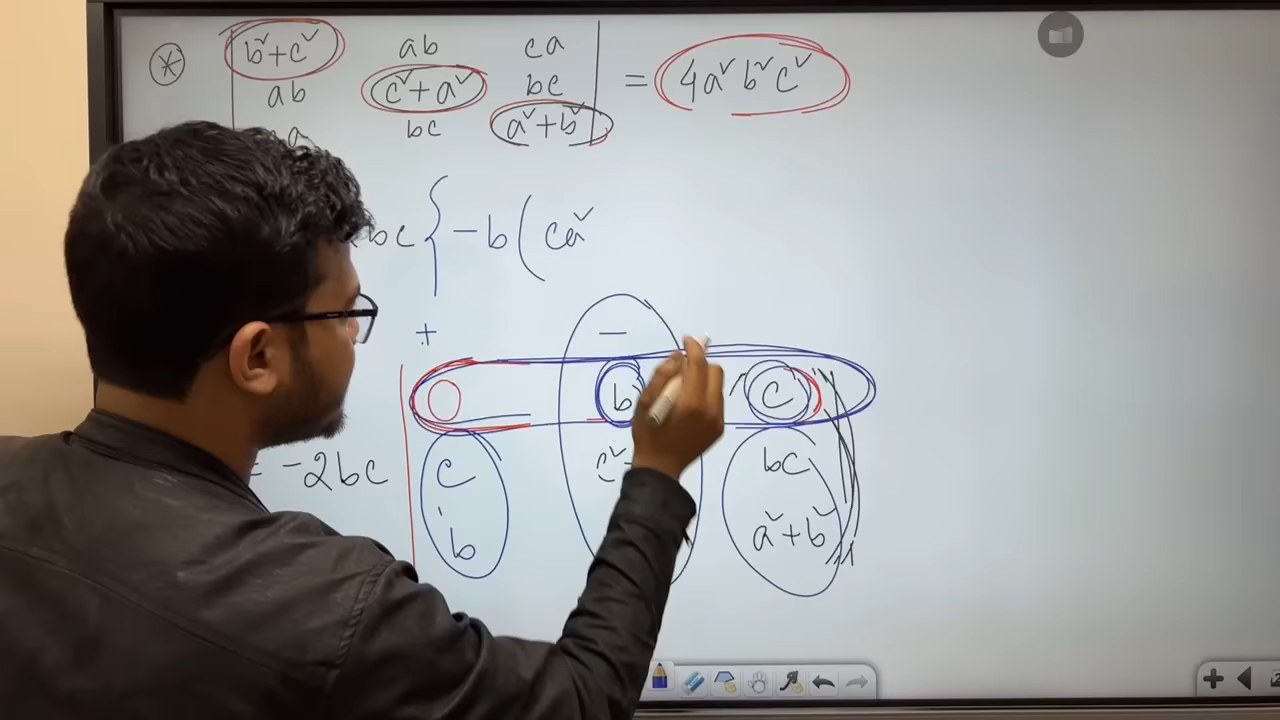 b²+c² ab ca
ab c²+a² bc = 4a²b²c²
bc a²+b²
bc { -b ( ca²
+ -
0 b c
= -2bc c c² bc
b a²+b²